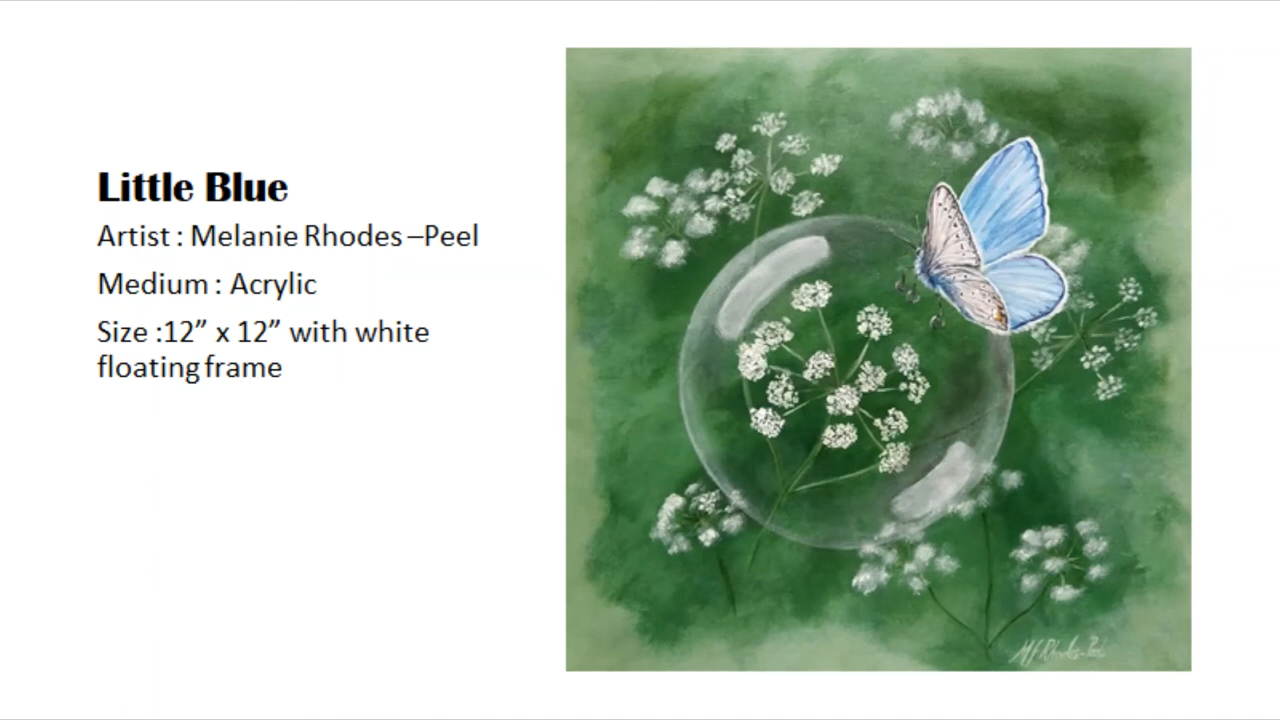 Little Blue
Artist : Melanie Rhodes –Peel
Medium : Acrylic
Size :12” x 12” with white
floating frame